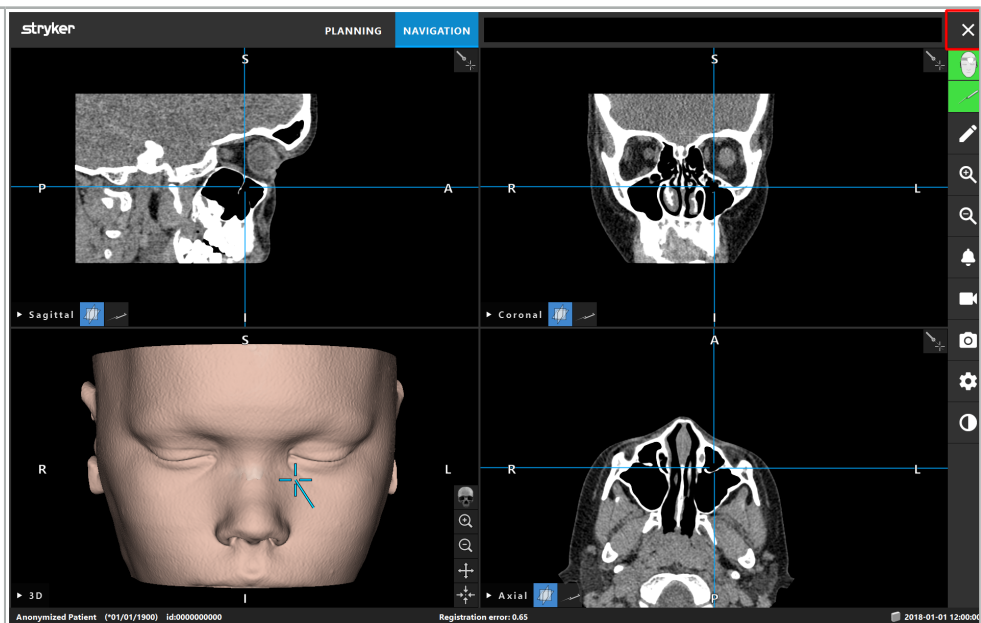 stryker
PLANNING
NAVIGATION
S
S
P
A
R
L
▸ Sagittal
I
▸ Coronal
I
S
A
R
L
R
L
▸ 3D
I
▸ Axial
P
Anonymized Patient (*01/01/1900) id:0000000000
Registration error: 0.65
2018-01-01 12:00:00